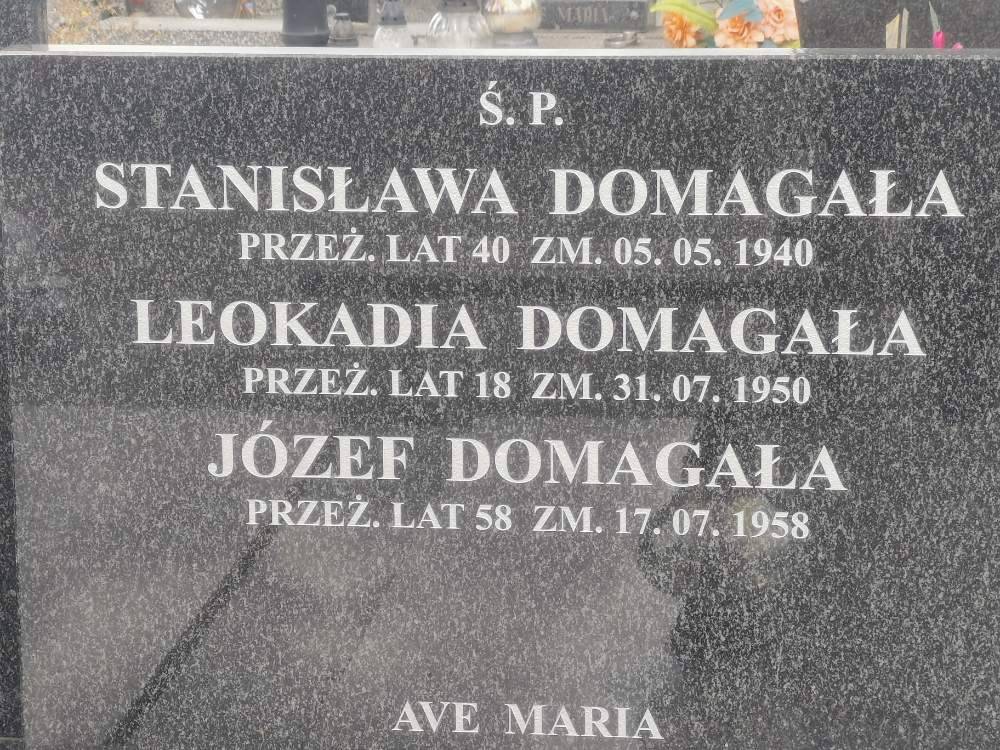 MARIA
Ś. P.
STANISŁAWA DOMAGAŁA
PRZEŻ. LAT 40 ZM. 05. 05. 1940
LEOKADIA DOMAGAŁA
PRZEŻ. LAT 18 ZM. 31. 07. 1950
JÓZEF DOMAGAŁA
PRZEŻ. LAT 58 ZM. 17. 07. 1958
AVE MARIA